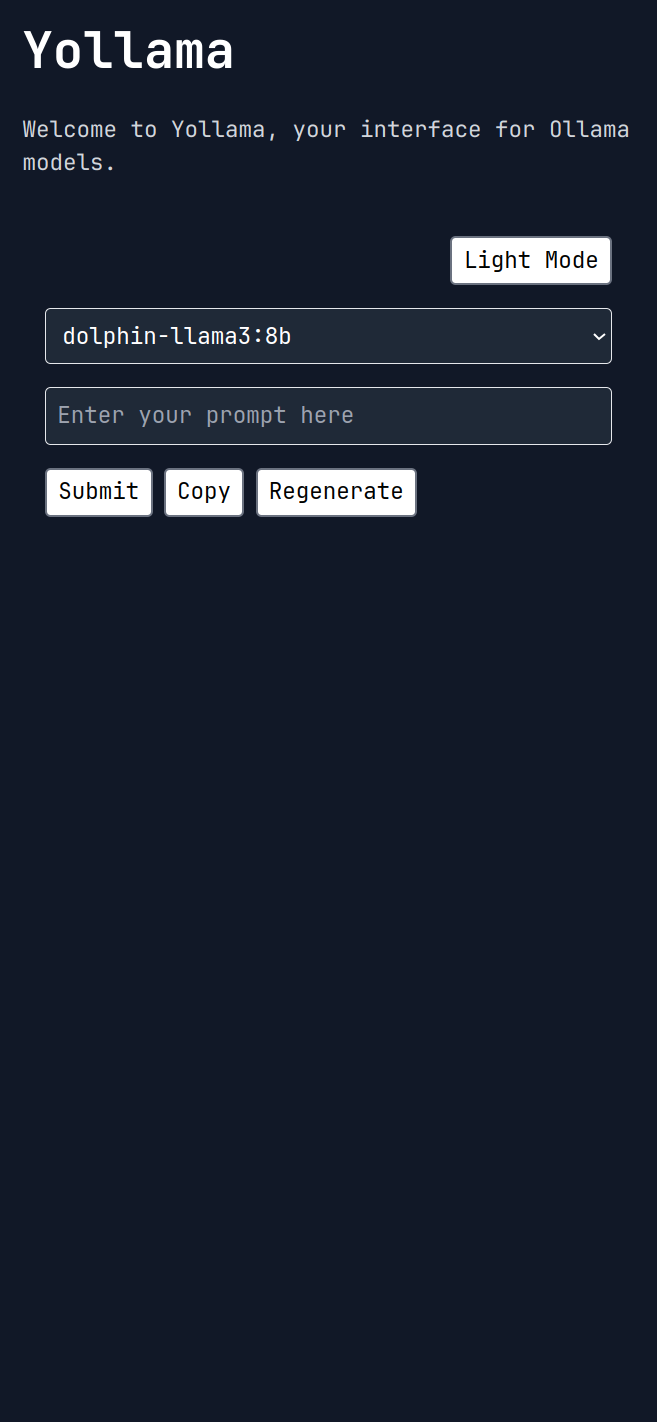 Yollama
Welcome to Yollama, your interface for Ollama
models.
Light Mode
dolphin-llama3:8b
Enter your prompt here
Submit Copy Regenerate